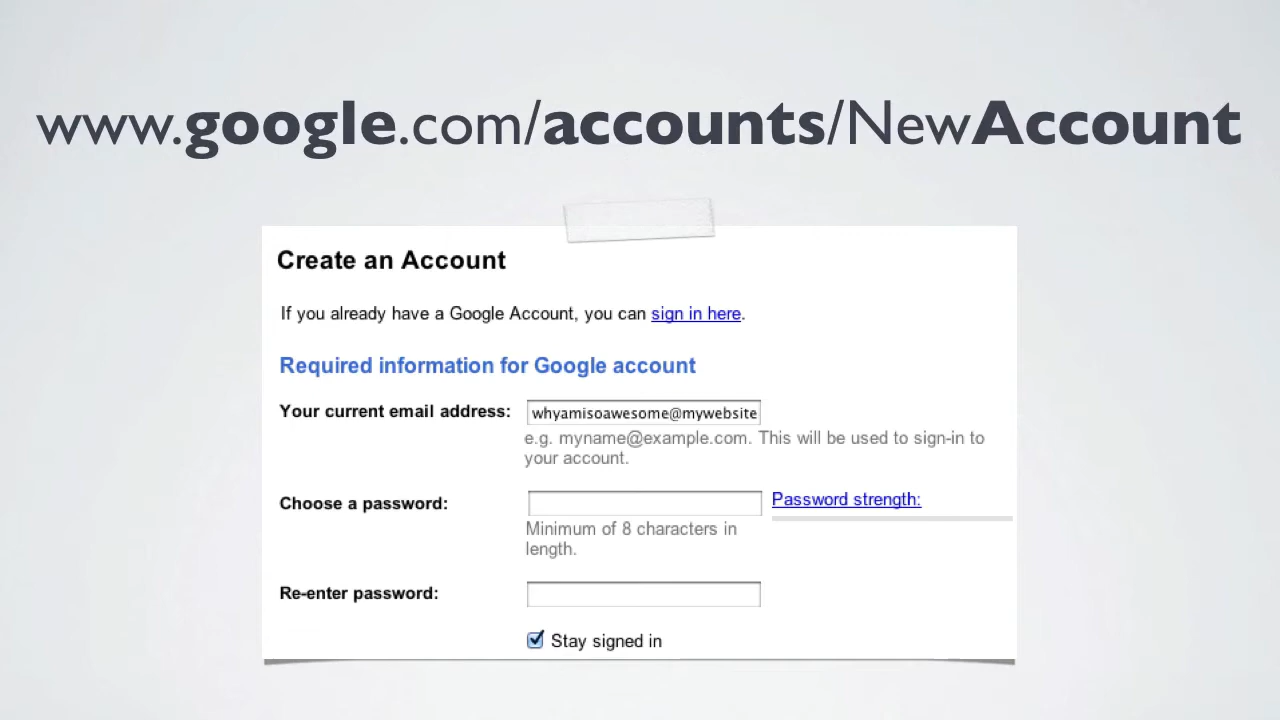 www.google.com/accounts/NewAccount
Create an Account
If you already have a Google Account, you can sign in here.
Required information for Google account
Your current email address: whyamisoawesome@mywebsite
e.g. myname@example.com. This will be used to sign-in to
your account.
Choose a password: Password strength:
Minimum of 8 characters in
length.
Re-enter password:
Stay signed in